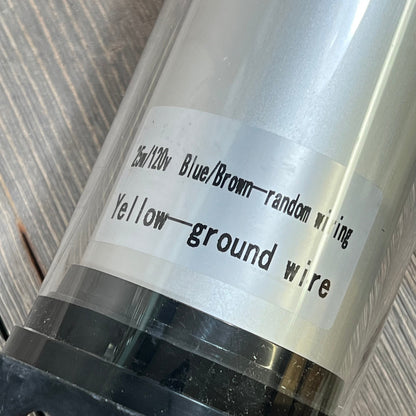 25w/120v Blue/Brown—random wiring
Yellow—ground wire